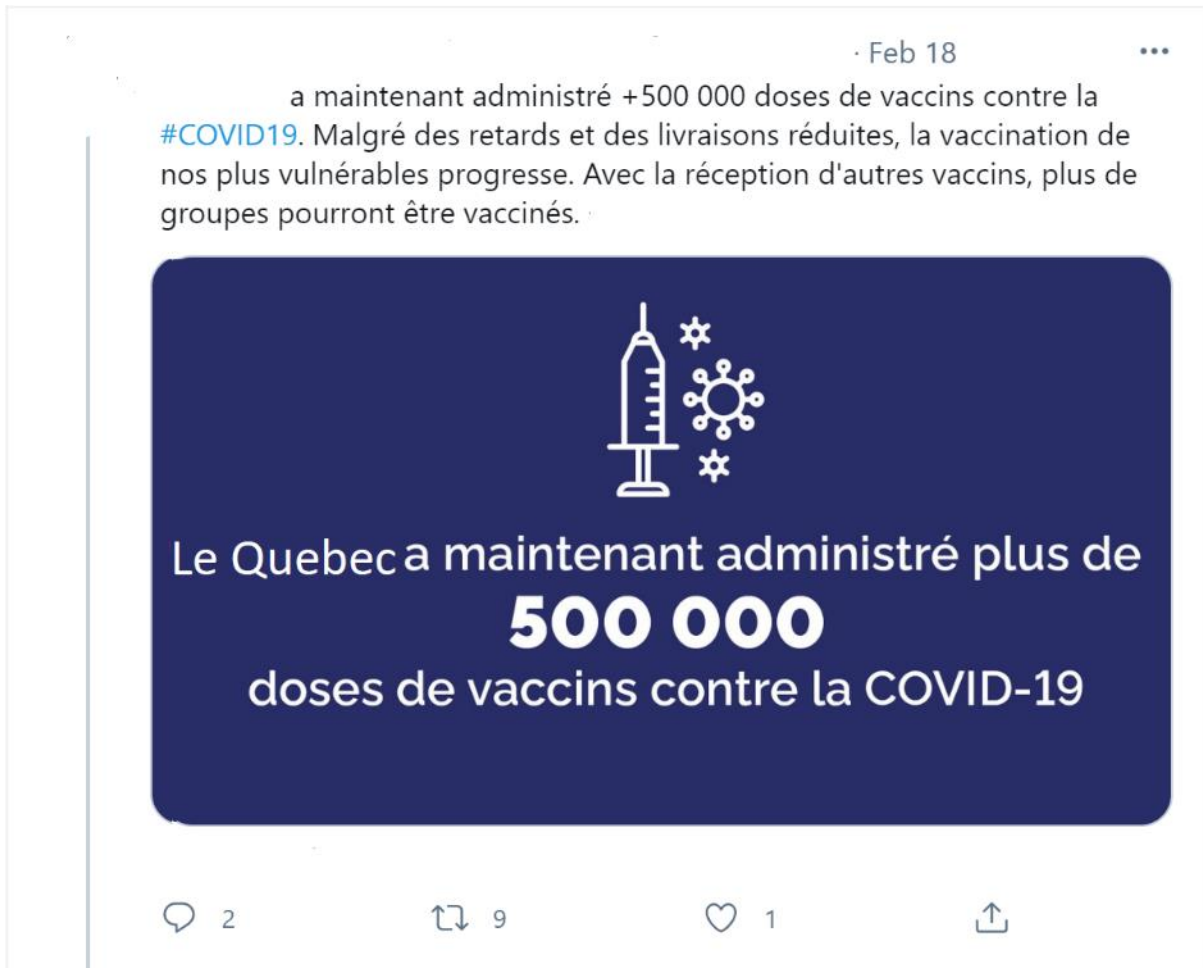 · Feb 18
a maintenant administré +500 000 doses de vaccins contre la
#COVID19. Malgré des retards et des livraisons réduites, la vaccination de
nos plus vulnérables progresse. Avec la réception d'autres vaccins, plus de
groupes pourront être vaccinés.
Le Quebec a maintenant administré plus de
500 000
doses de vaccins contre la COVID-19
2 9 1